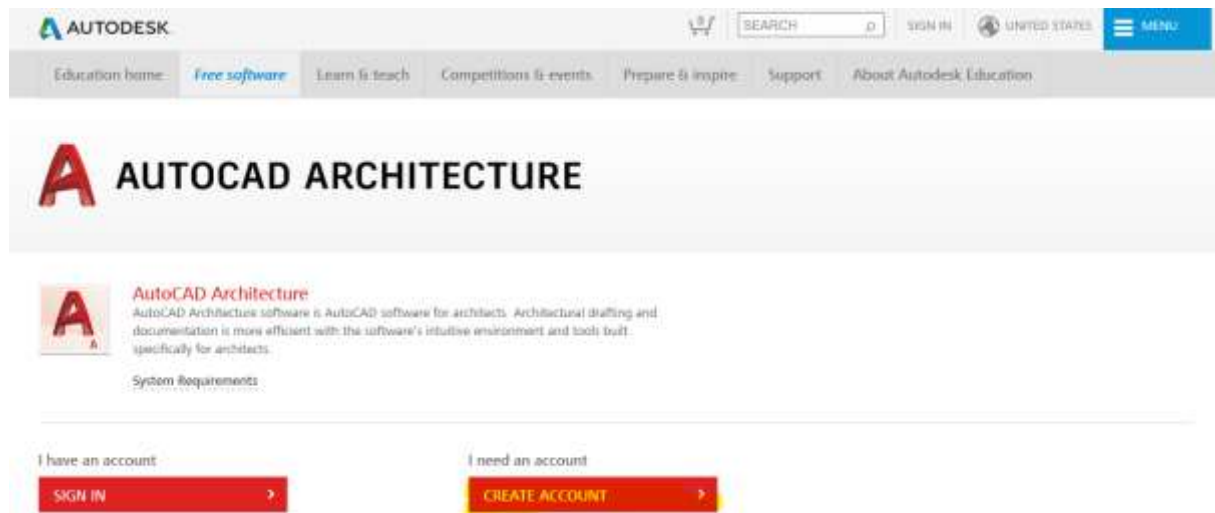 AUTODESK 0 SEARCH SIGN IN UNITED STATES MENU
Education home Free software Learn & teach Competitions & events Prepare & inspire Support About Autodesk Education
AUTOCAD ARCHITECTURE
AutoCAD Architecture
AutoCAD Architecture software is AutoCAD software for architects. Architectural drafting and
documentation is more efficient with the software's intuitive environment and tools built
specifically for architects.
System Requirements
I have an account I need an account
SIGN IN CREATE ACCOUNT